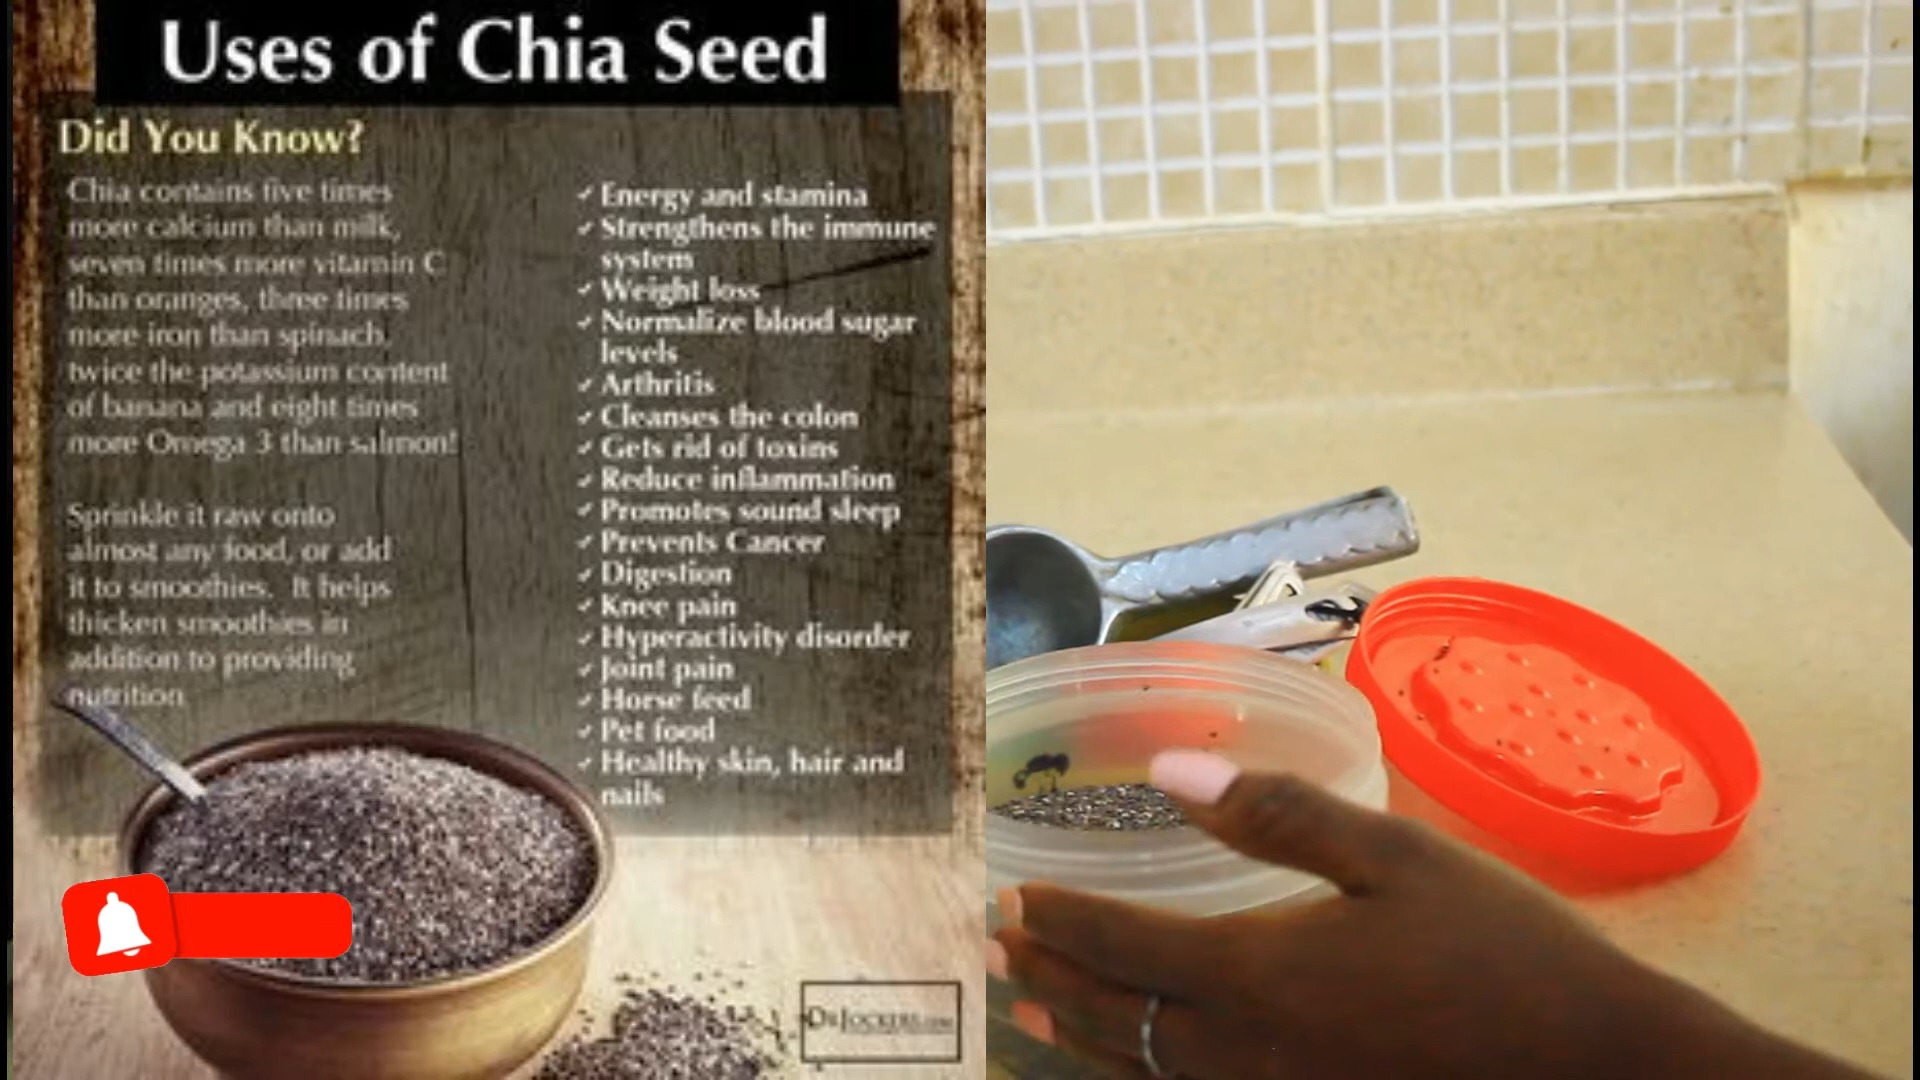 Uses of Chia Seed
Did You Know?
Chia contains five times
more calcium than milk,
seven times more vitamin C
than oranges, three times
more iron than spinach,
twice the potassium content
of banana and eight times
more Omega 3 than salmon!
Sprinkle it raw onto
almost any food, or add
it to smoothies. It helps
thicken smoothies in
addition to providing
nutrition
✓ Energy and stamina
✓ Strengthens the immune
system
✓ Weight loss
✓ Normalize blood sugar
levels
✓ Arthritis
✓ Cleanses the colon
✓ Gets rid of toxins
✓ Reduce inflammation
✓ Promotes sound sleep
✓ Prevents Cancer
✓ Digestion
✓ Knee pain
✓ Hyperactivity disorder
✓ Joint pain
✓ Horse feed
✓ Pet food
✓ Healthy skin, hair and
nails
DRJOCKERS.COM